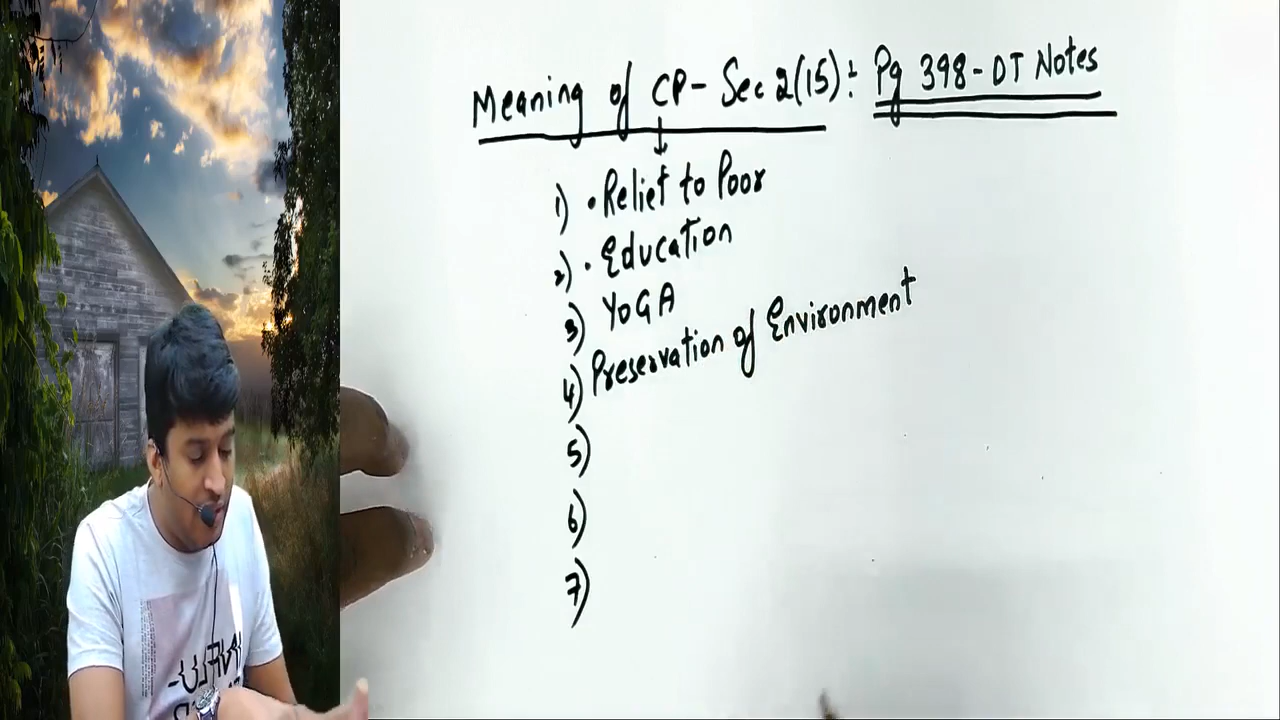 Meaning of CP - Sec 2(15): Pg 398 - DT Notes
1) • Relief to Poor
2) • Education
3) YOGA
4) Preservation of Environment
5)
6)
7)